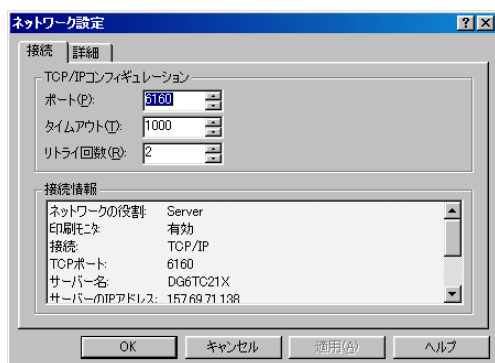 ネットワーク設定
接続 詳細
TCP/IPコンフィギュレーション
ポート(P): 6160
タイムアウト(T): 1000
リトライ回数(R): 2
接続情報
ネットワークの役割: Server
印刷モニタ: 有効
接続: TCP/IP
TCPポート: 6160
サーバー名: DG6TC21X
サーバーのIPアドレス: 157.69.71.138
OK キャンセル 適用(A) ヘルプ